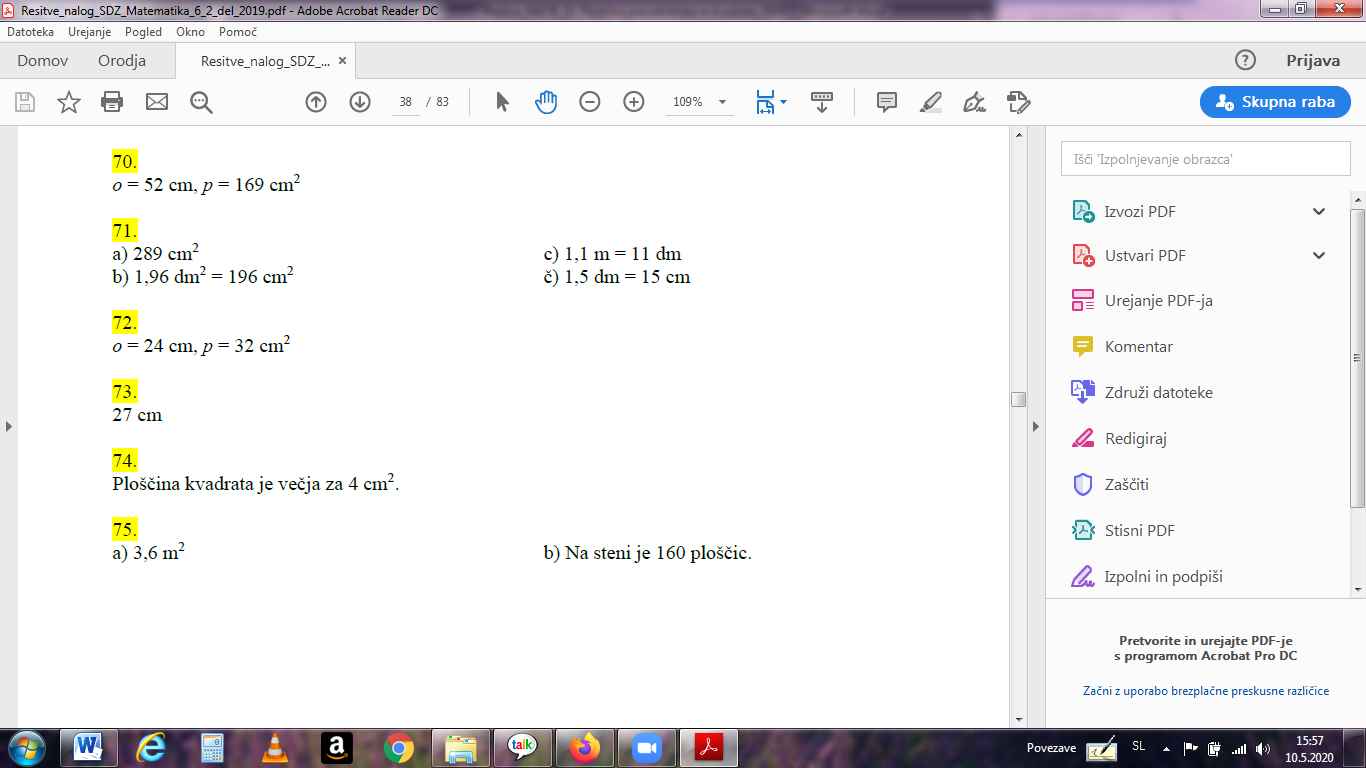 Resitve_nalog_SDZ_Matematika_6_2_del_2019.pdf - Adobe Acrobat Reader DC
Datoteka Urejanje Pogled Okno Pomoč
Domov Orodja Resitve_nalog_SDZ_... × Prijava
38 / 83 109% Skupna raba
70.
o = 52 cm, p = 169 cm²
71.
a) 289 cm² c) 1,1 m = 11 dm
b) 1,96 dm² = 196 cm² č) 1,5 dm = 15 cm
72.
o = 24 cm, p = 32 cm²
73.
27 cm
74.
Ploščina kvadrata je večja za 4 cm².
75.
a) 3,6 m² b) Na steni je 160 ploščic.
Išči 'Izpolnjevanje obrazca'
Izvozi PDF
Ustvari PDF
Urejanje PDF-ja
Komentar
Združi datoteke
Redigiraj
Zaščiti
Stisni PDF
Izpolni in podpiši
Pretvorite in urejajte PDF-je
s programom Acrobat Pro DC
Začni z uporabo brezplačne preskusne različice
talk
Povezave SL 15:57
10.5.2020